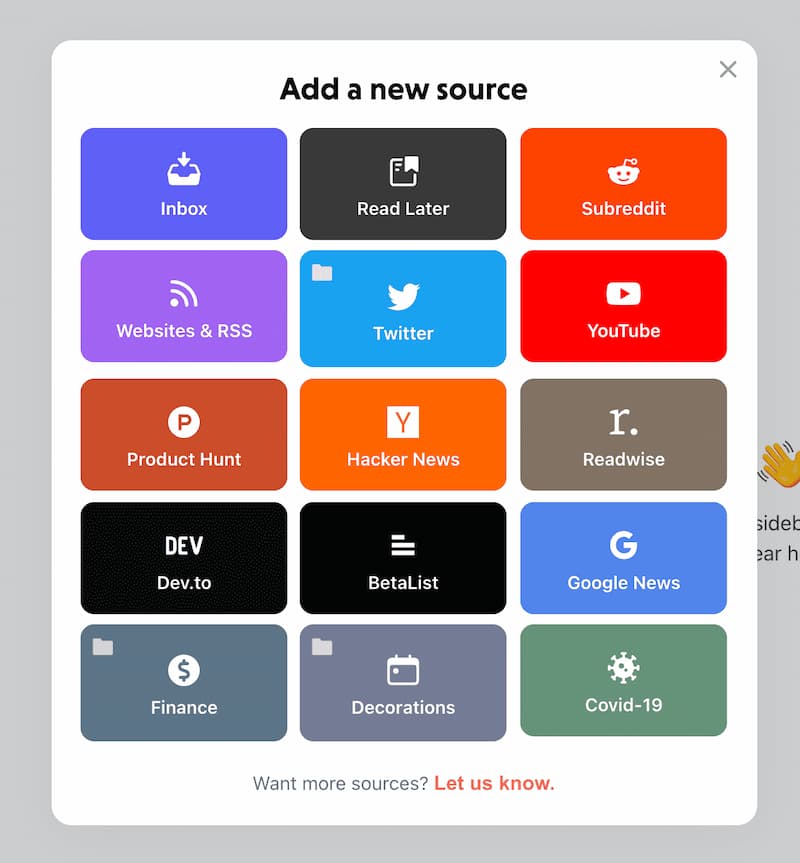 Add a new source
Inbox
Read Later
Subreddit
Websites & RSS
Twitter
YouTube
P
Product Hunt
Y
Hacker News
r.
Readwise
DEV
Dev.to
BetaList
G
Google News
$
Finance
Decorations
Covid-19
sideb
ear h
Want more sources? Let us know.